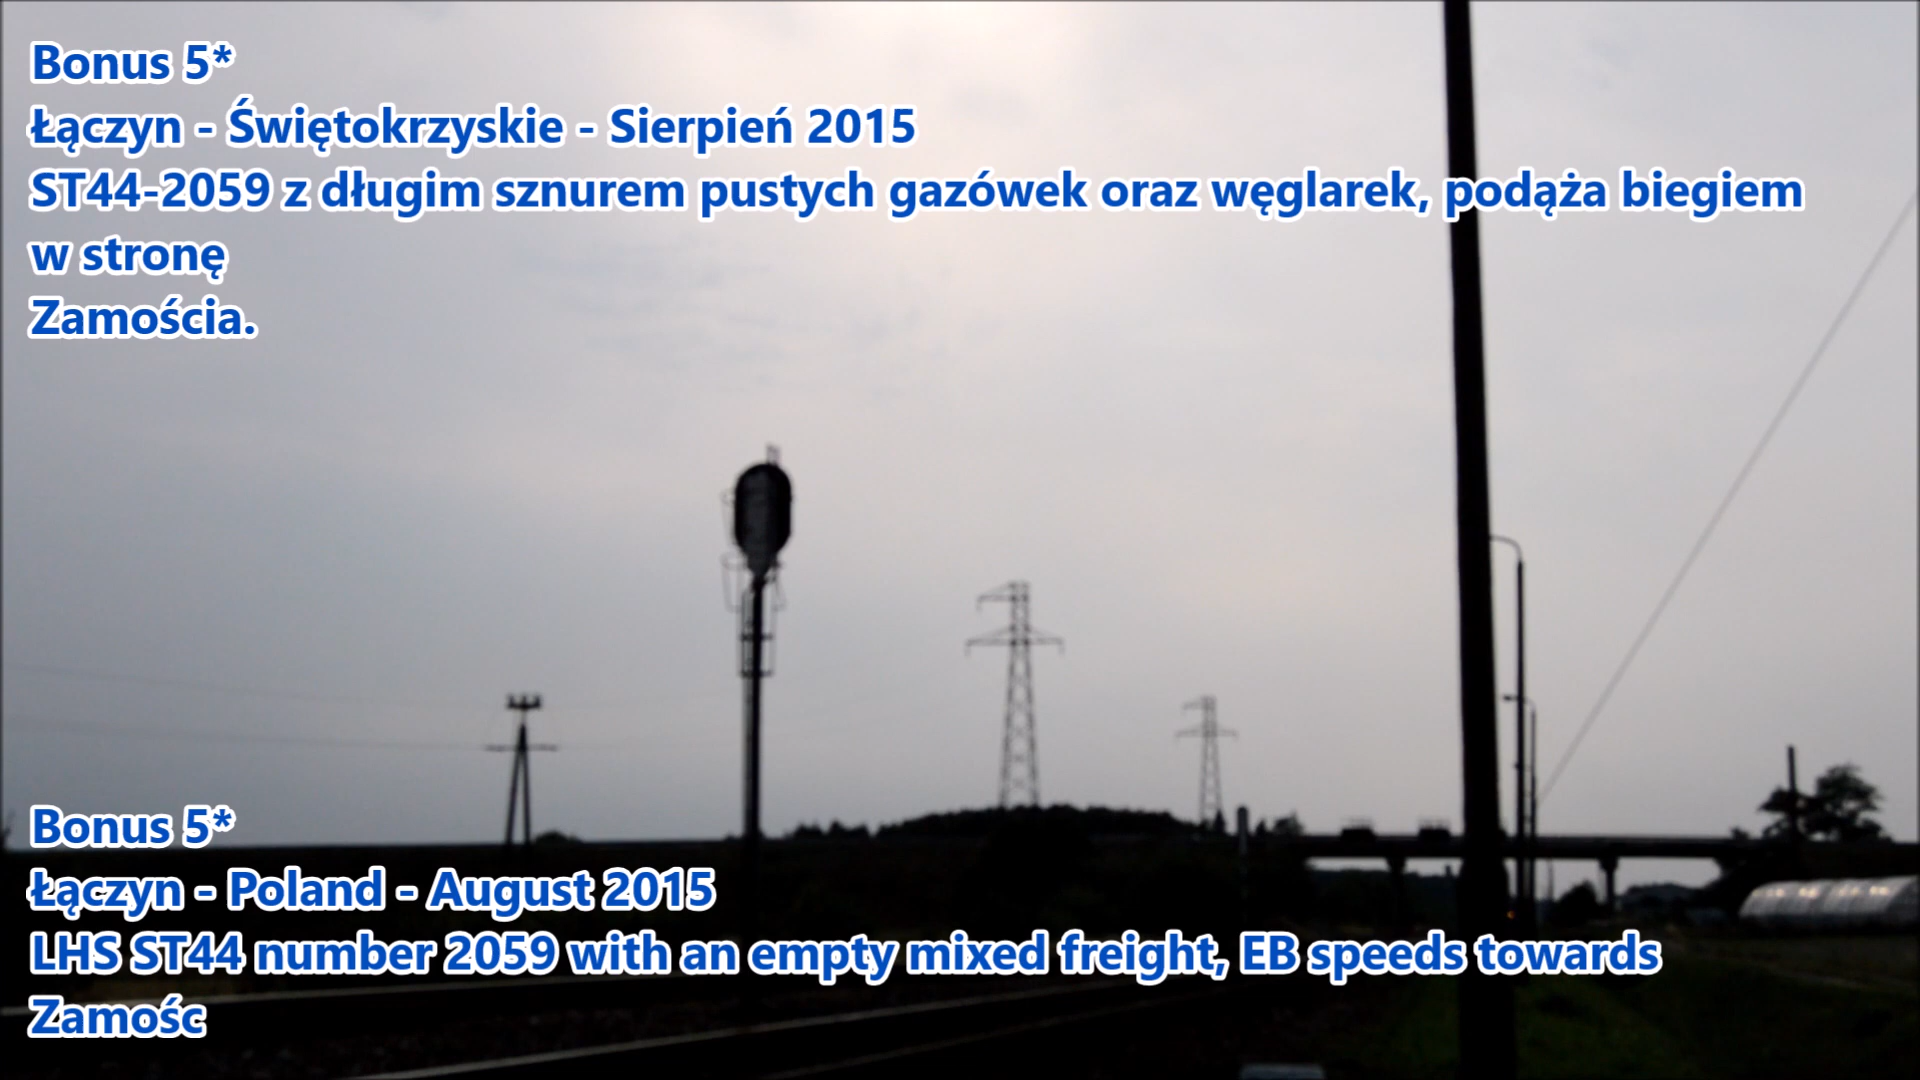 Bonus 5*
Łączyn - Świętokrzyskie - Sierpień 2015
ST44-2059 z długim sznurem pustych gazówek oraz węglarek, podąża biegiem
w stronę
Zamościa.
Bonus 5*
Łączyn - Poland - August 2015
LHS ST44 number 2059 with an empty mixed freight, EB speeds towards
Zamośc